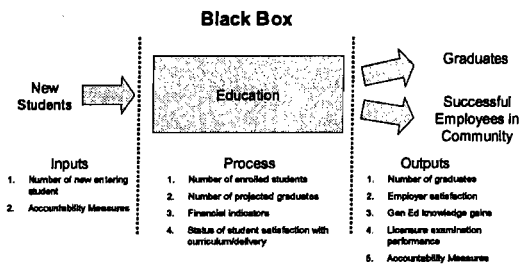 Black Box
New
Students
Education
Graduates
Successful
Employees in
Community
Inputs
1. Number of new entering
student
2. Accountability Measures
Process
1. Number of enrolled students
2. Number of projected graduates
3. Financial indicators
4. Status of student satisfaction with
curriculum/delivery
Outputs
1. Number of graduates
2. Employer satisfaction
3. Gen Ed knowledge gains
4. Licensure examination
performance
5. Accountability Measures